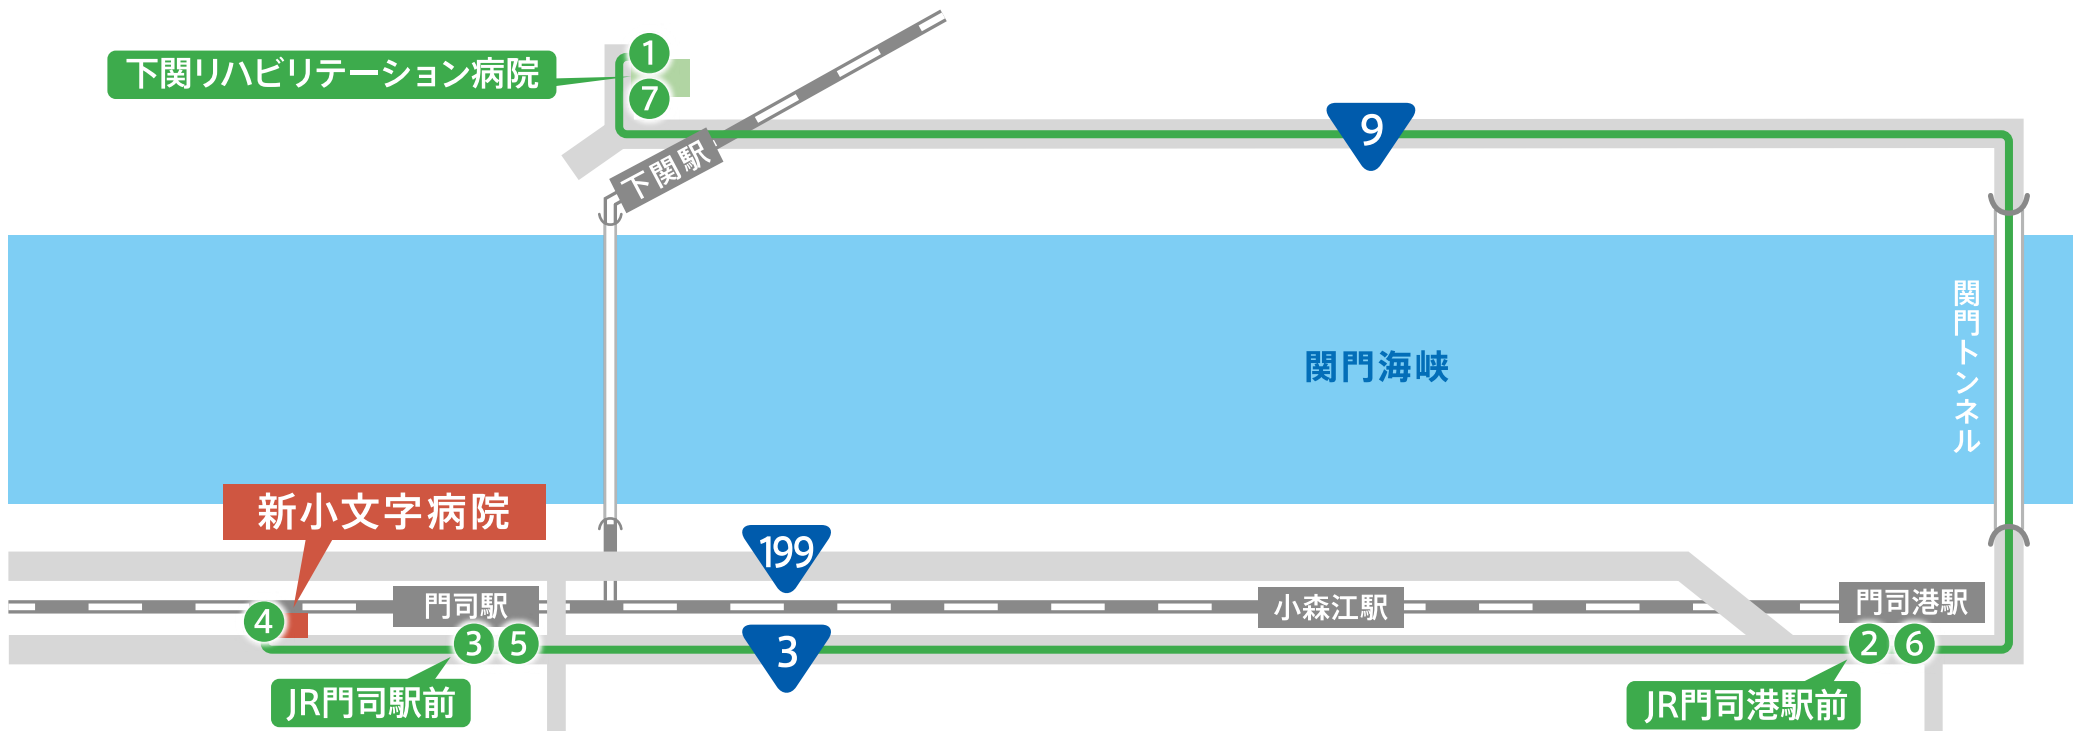 1
下関リハビリテーション病院
7
9
下関駅
関門トンネル
関門海峡
新小文字病院
199
門司駅
小森江駅
門司港駅
4
3
5
3
2
6
JR門司駅前
JR門司港駅前